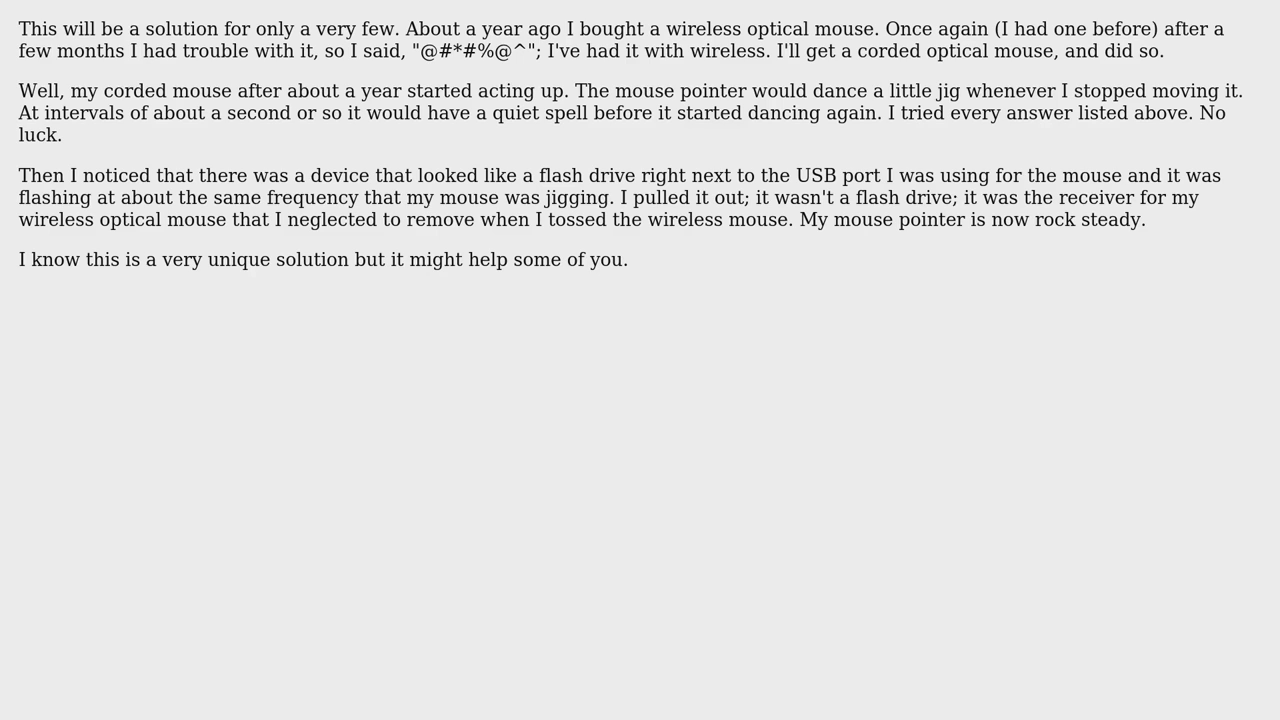 This will be a solution for only a very few. About a year ago I bought a wireless optical mouse. Once again (I had one before) after a
few months I had trouble with it, so I said, "@#*#%@^"; I've had it with wireless. I'll get a corded optical mouse, and did so.
Well, my corded mouse after about a year started acting up. The mouse pointer would dance a little jig whenever I stopped moving it.
At intervals of about a second or so it would have a quiet spell before it started dancing again. I tried every answer listed above. No
luck.
Then I noticed that there was a device that looked like a flash drive right next to the USB port I was using for the mouse and it was
flashing at about the same frequency that my mouse was jigging. I pulled it out; it wasn't a flash drive; it was the receiver for my
wireless optical mouse that I neglected to remove when I tossed the wireless mouse. My mouse pointer is now rock steady.
I know this is a very unique solution but it might help some of you.